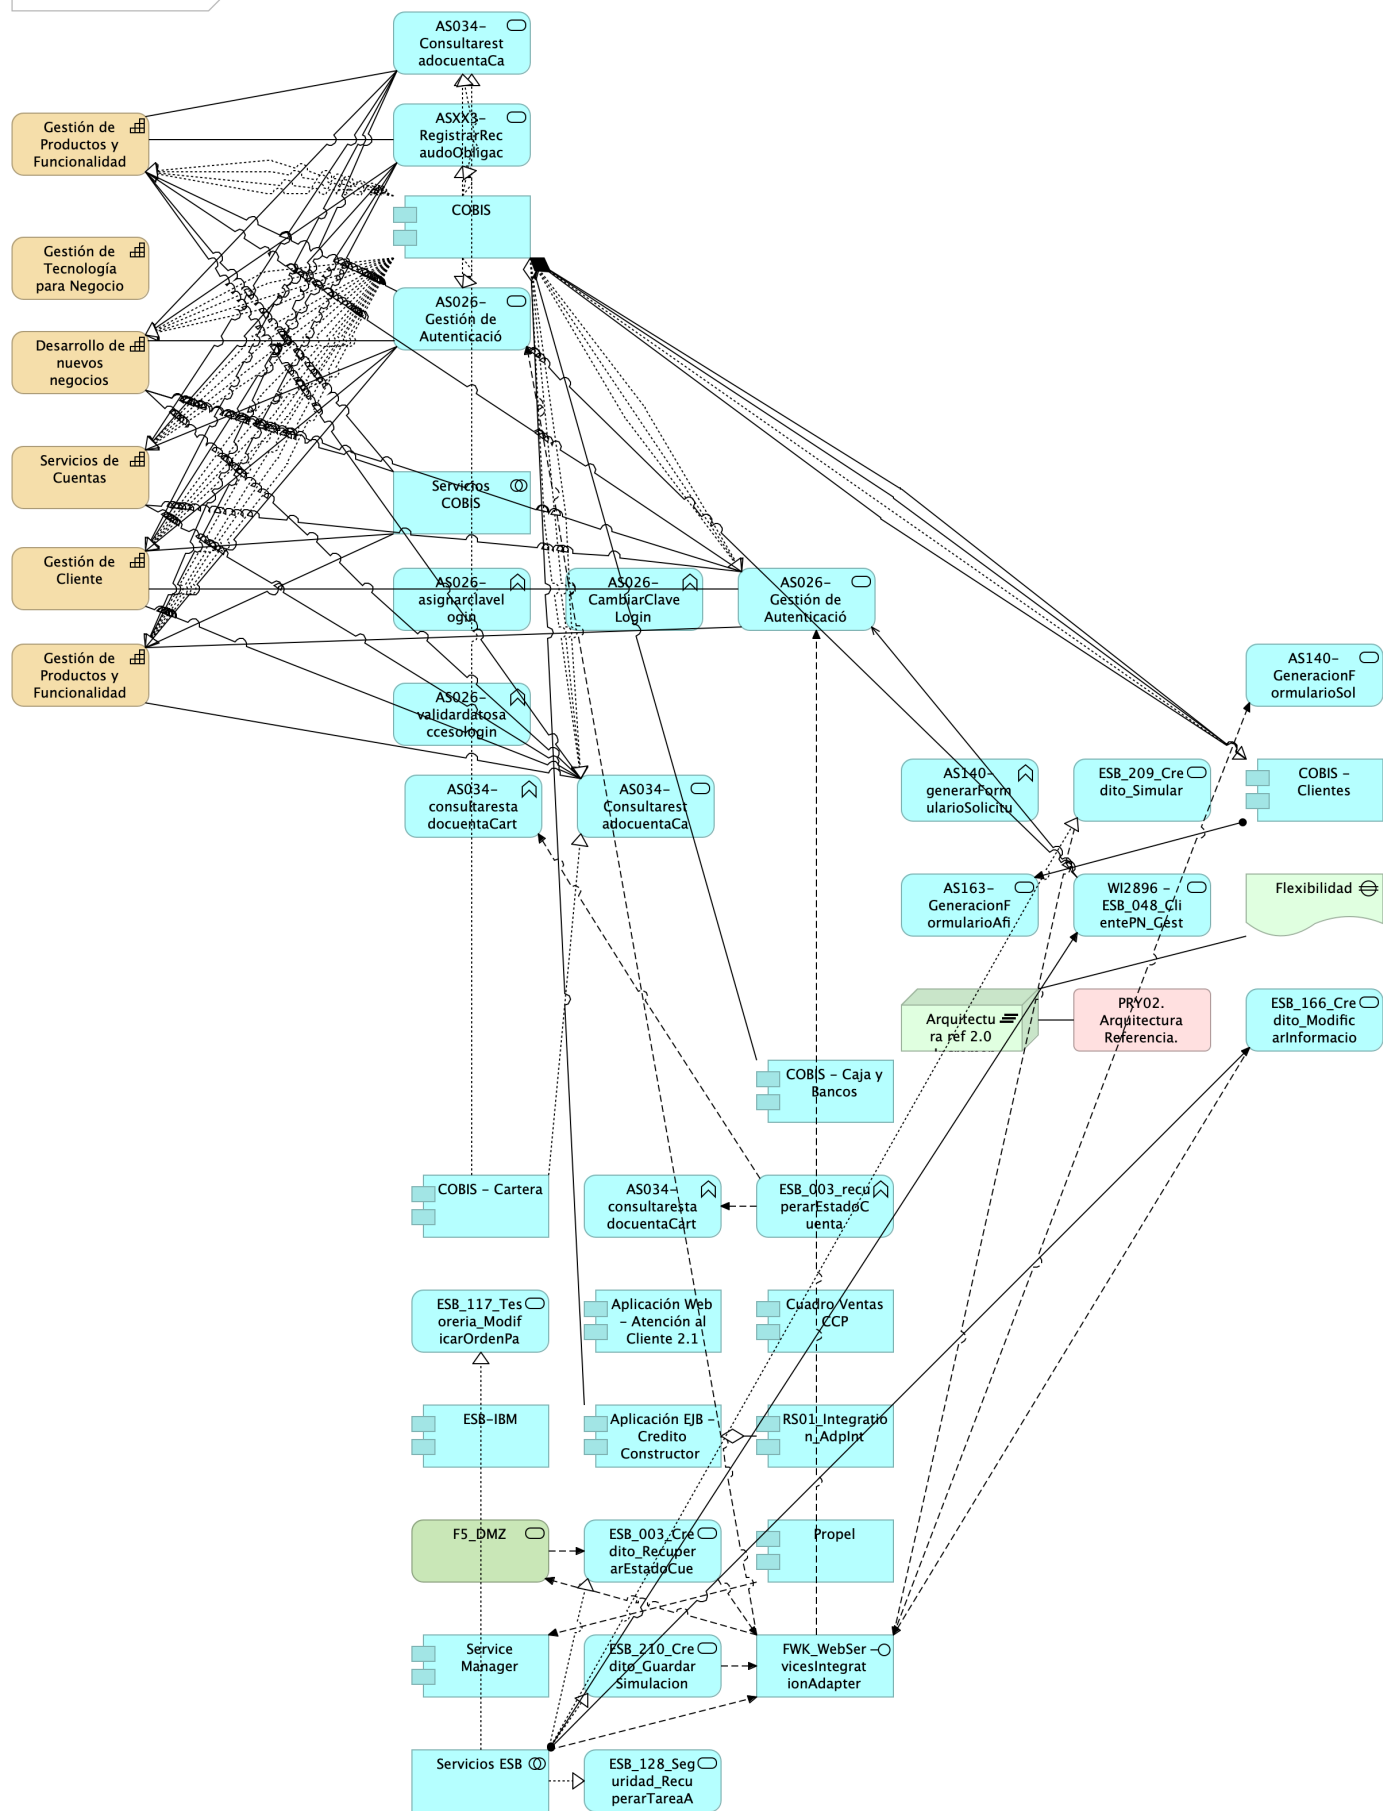 AS034-
Consultarest
adocuentaCa
Gestión de
Productos y
Funcionalidad
ASXX3-
RegistrarRec
audoObligac
COBIS
Gestión de
Tecnología
para Negocio
AS026-
Gestión de
Autenticació
Desarrollo de
nuevos
negocios
Servicios de
Cuentas
Servicios
COBIS
Gestión de
Cliente
AS026-
asignarclavel
ogin
AS026-
CambiarClave
Login
AS026-
Gestión de
Autenticació
Gestión de
Productos y
Funcionalidad
AS140-
GeneracionF
ormularioSol
AS026-
validardatosa
ccesologin
AS034-
consultaresta
docuentaCart
AS034-
Consultarest
adocuentaCa
AS140-
generarForm
ularioSolicitu
ESB_209_Cre
dito_Simular
COBIS -
Clientes
AS163-
GeneracionF
ormularioAfi
WI2896 -
ESB_048_Cli
entePN_Gest
Flexibilidad
Arquitectu
ra ref 2.0
PRY02.
Arquitectura
Referencia.
ESB_166_Cre
dito_Modific
arInformacio
COBIS - Caja y
Bancos
COBIS - Cartera
AS034-
consultaresta
docuentaCart
ESB_003_recu
perarEstadoC
uenta
ESB_117_Tes
oreria_Modif
icarOrdenPa
Aplicación Web
- Atención al
Cliente 2.1
Cuadro Ventas
CCP
ESB-IBM
Aplicación EJB -
Credito
Constructor
RS01_Integratio
n_AdpInt
F5_DMZ
ESB_003_Cre
dito_Recuper
arEstadoCue
Propel
Service
Manager
ESB_210_Cre
dito_Guardar
Simulacion
FWK_WebSer
vicesIntegrat
ionAdapter
Servicios ESB
ESB_128_Seg
uridad_Recu
perarTareaA